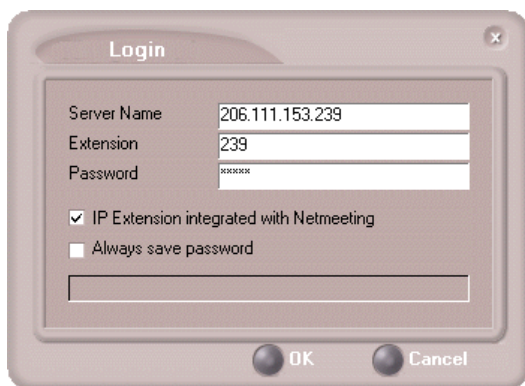 Login
Server Name 206.111.153.239
Extension 239
Password xxxxx
IP Extension integrated with Netmeeting
Always save password
OK Cancel